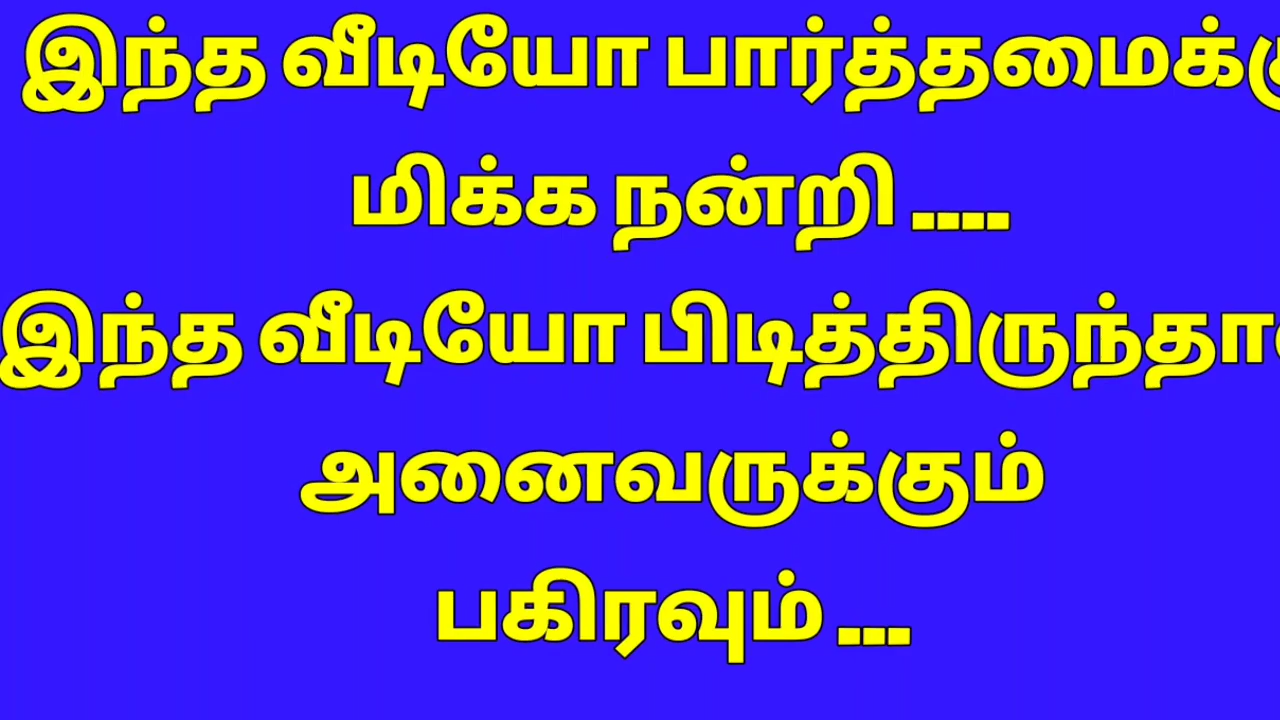 இந்த வீடியோ பார்த்தமைக்கு
மிக்க நன்றி ....
இந்த வீடியோ பிடித்திருந்தால்
அனைவருக்கும்
பகிரவும் ...